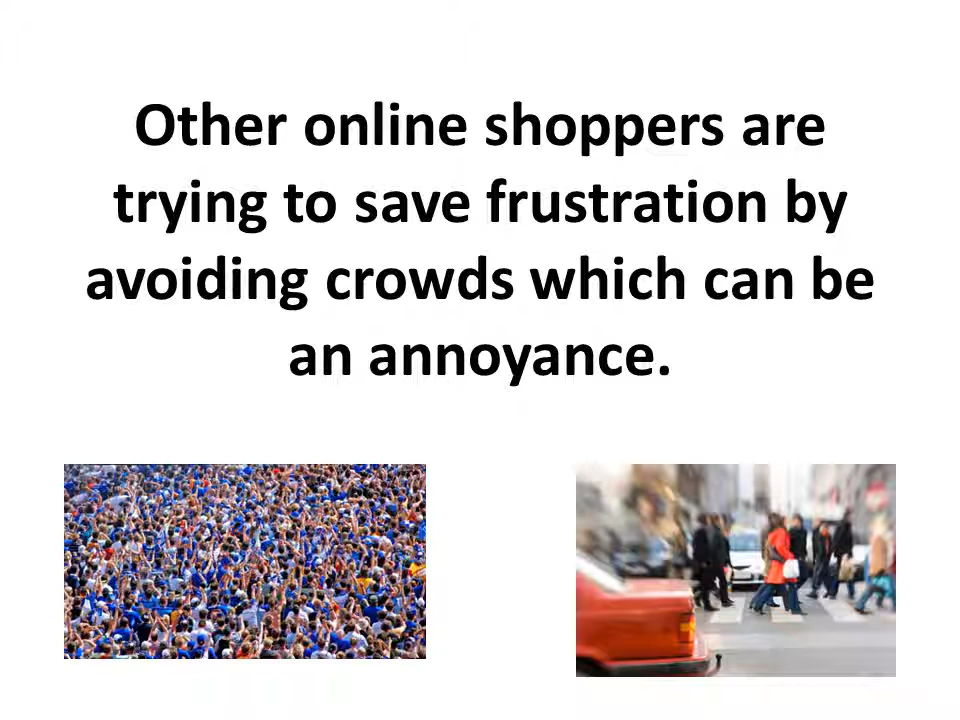 Other online shoppers are
trying to save frustration by
avoiding crowds which can be
an annoyance.